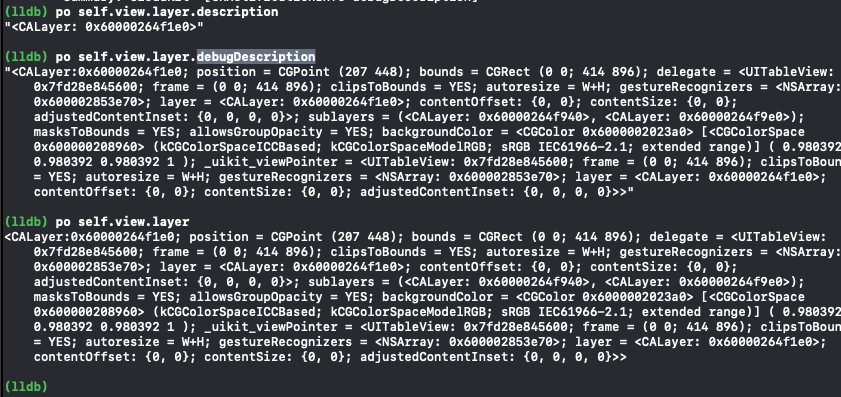 (lldb) po self.view.layer.description
"<CALayer: 0x60000264f1e0>"
(lldb) po self.view.layer.debugDescription
"<CALayer:0x60000264f1e0; position = CGPoint (207 448); bounds = CGRect (0 0; 414 896); delegate = <UITableView:
0x7fd28e845600; frame = (0 0; 414 896); clipsToBounds = YES; autoresize = W+H; gestureRecognizers = <NSArray:
0x600002853e70>; layer = <CALayer: 0x60000264f1e0>; contentOffset: {0, 0}; contentSize: {0, 0};
adjustedContentInset: {0, 0, 0, 0}>; sublayers = (<CALayer: 0x60000264f940>, <CALayer: 0x60000264f9e0>);
masksToBounds = YES; allowsGroupOpacity = YES; backgroundColor = <CGColor 0x6000002023a0> [<CGColorSpace
0x600000208960> (kCGColorSpaceICCBased; kCGColorSpaceModelRGB; sRGB IEC61966-2.1; extended range)] ( 0.980392
0.980392 0.980392 1 ); _uikit_viewPointer = <UITableView: 0x7fd28e845600; frame = (0 0; 414 896); clipsToBoun
= YES; autoresize = W+H; gestureRecognizers = <NSArray: 0x600002853e70>; layer = <CALayer: 0x60000264f1e0>;
contentOffset: {0, 0}; contentSize: {0, 0}; adjustedContentInset: {0, 0, 0, 0}>>"
(lldb) po self.view.layer
<CALayer:0x60000264f1e0; position = CGPoint (207 448); bounds = CGRect (0 0; 414 896); delegate = <UITableView:
0x7fd28e845600; frame = (0 0; 414 896); clipsToBounds = YES; autoresize = W+H; gestureRecognizers = <NSArray:
0x600002853e70>; layer = <CALayer: 0x60000264f1e0>; contentOffset: {0, 0}; contentSize: {0, 0};
adjustedContentInset: {0, 0, 0, 0}>; sublayers = (<CALayer: 0x60000264f940>, <CALayer: 0x60000264f9e0>);
masksToBounds = YES; allowsGroupOpacity = YES; backgroundColor = <CGColor 0x6000002023a0> [<CGColorSpace
0x600000208960> (kCGColorSpaceICCBased; kCGColorSpaceModelRGB; sRGB IEC61966-2.1; extended range)] ( 0.980392
0.980392 0.980392 1 ); _uikit_viewPointer = <UITableView: 0x7fd28e845600; frame = (0 0; 414 896); clipsToBoun
= YES; autoresize = W+H; gestureRecognizers = <NSArray: 0x600002853e70>; layer = <CALayer: 0x60000264f1e0>;
contentOffset: {0, 0}; contentSize: {0, 0}; adjustedContentInset: {0, 0, 0, 0}>>
(lldb)